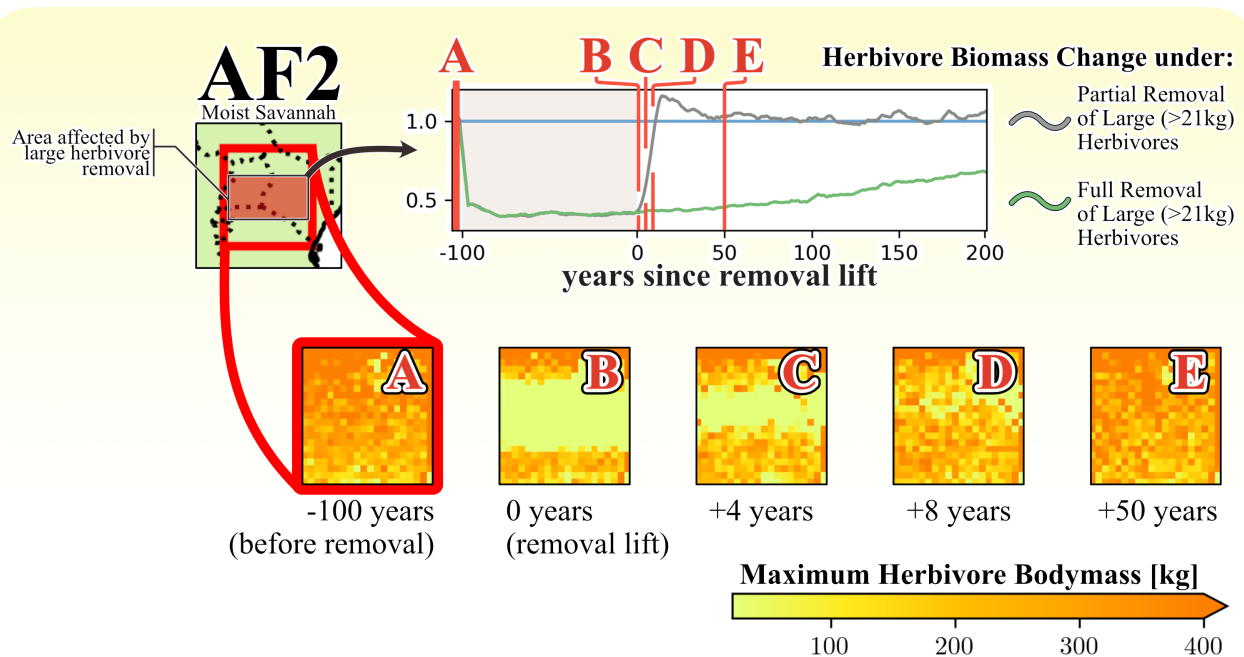 AF2
Moist Savannah
Area affected by
large herbivore
removal
A
B
C
D
E
1.0
0.5
-100
0
50
100
150
200
years since removal lift
Herbivore Biomass Change under:
Partial Removal
of Large (>21kg)
Herbivores
Full Removal
of Large (>21kg)
Herbivores
A
B
C
D
E
-100 years
(before removal)
0 years
(removal lift)
+4 years
+8 years
+50 years
Maximum Herbivore Bodymass [kg]
100
200
300
400